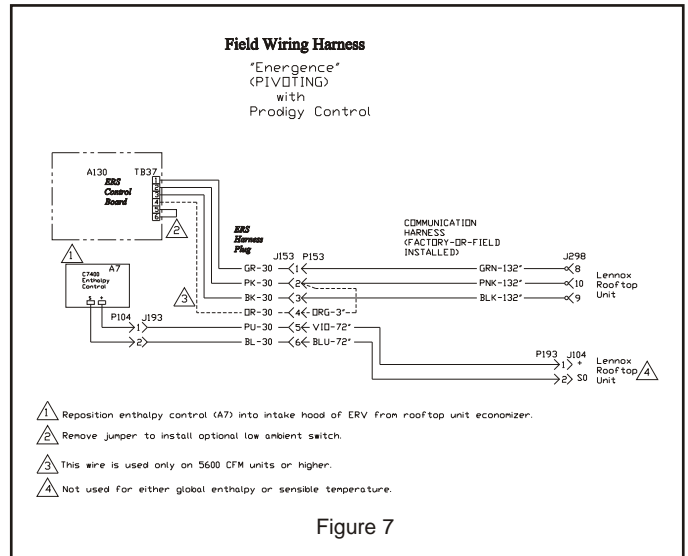 Field Wiring Harness
"Energence"
(PIVOTING)
with
Prodigy Control
A130 TB37
ERS
Control
Board
1
2
3
4
2
1
A7
C7400
Enthalpy
Control
S +
3
P104 J193
1
2
ERS
Harness
Plug
J153 P153
COMMUNICATION
HARNESS
(FACTORY-OR-FIELD
INSTALLED)
J298
GR-30 1 GRN-132" 8
PK-30 2 PNK-132" 10
BK-30 3 BLK-132" 9
OR-30 4 ORG-3"
PU-30 5 VIO-72"
BL-30 6 BLU-72"
Lennox
Rooftop
Unit
P193 J104
1 +
2 SO
Lennox
Rooftop
Unit
4
1 Reposition enthalpy control (A7) into intake hood of ERV from rooftop unit economizer.
2 Remove jumper to install optional low ambient switch.
3 This wire is used only on 5600 CFM units or higher.
4 Not used for either global enthalpy or sensible temperature.
Figure 7